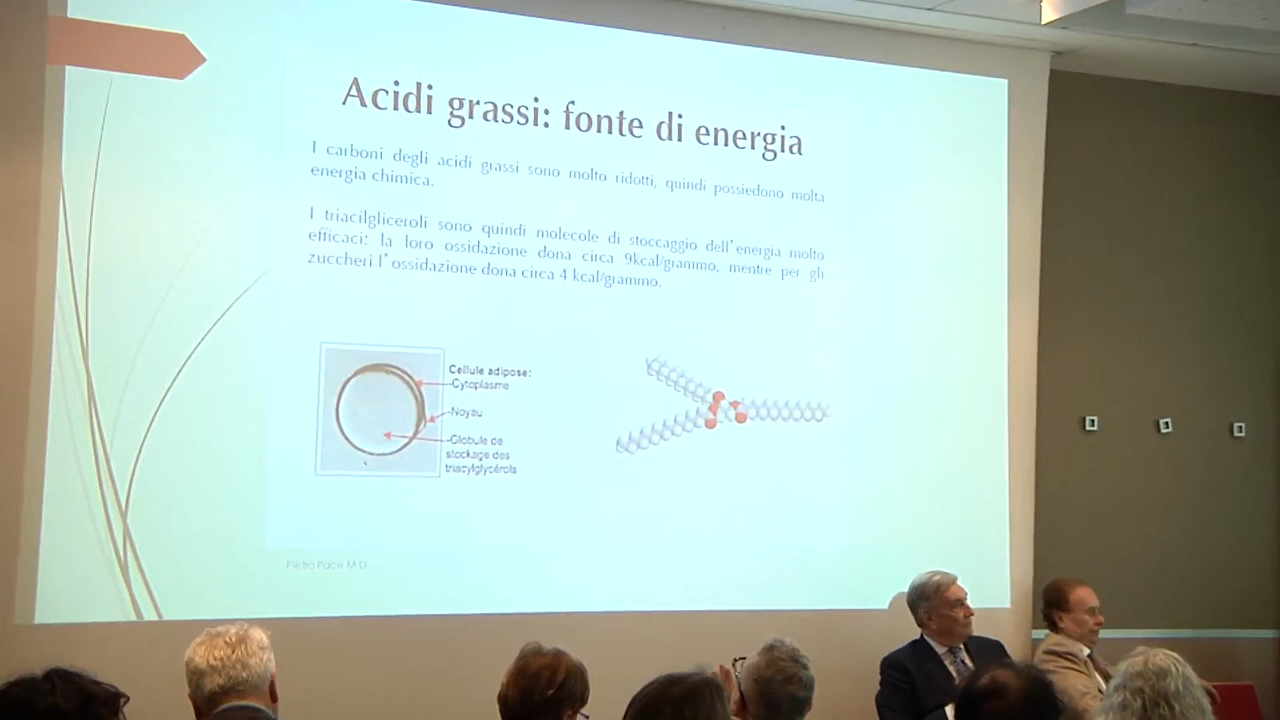 Acidi grassi: fonte di energia
I carboni degli acidi grassi sono molto ridotti, quindi possiedono molta
energia chimica.
I triacilgliceroli sono quindi molecole di stoccaggio dell'energia molto
efficaci: la loro ossidazione dona circa 9kcal/grammo, mentre per gli
zuccheri l'ossidazione dona circa 4 kcal/grammo.
Cellule adipose:
-Cytoplasme
-Noyau
-Globule de
stockage des
triacylglycérols
Pietro Pace M.D.